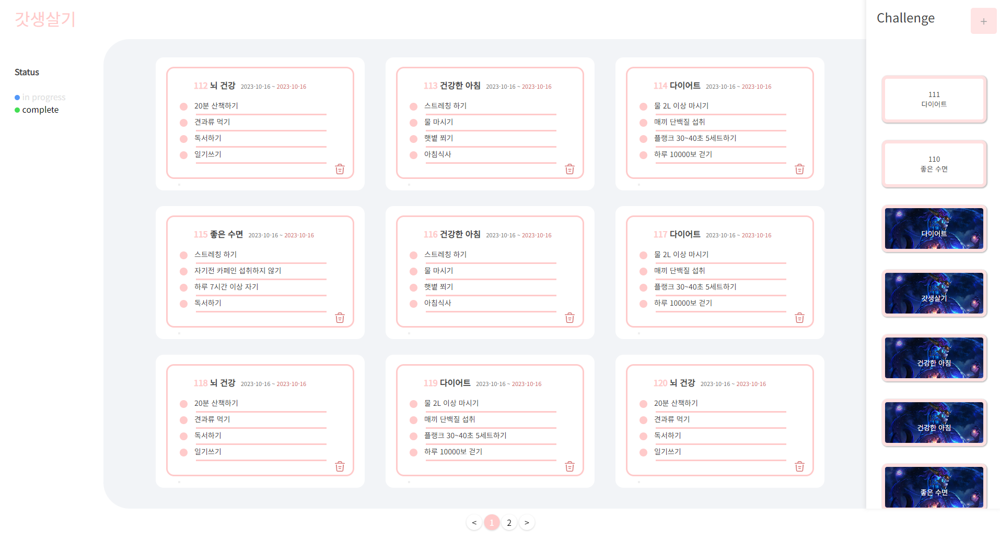 갓생살기
Status
in progress
complete
112 뇌 건강 2023-10-16 ~ 2023-10-16
20분 산책하기
견과류 먹기
독서하기
일기쓰기
113 건강한 아침 2023-10-16 ~ 2023-10-16
스트레칭 하기
물 마시기
햇볕 쬐기
아침식사
114 다이어트 2023-10-16 ~ 2023-10-16
물 2L 이상 마시기
매끼 단백질 섭취
플랭크 30~40초 5세트하기
하루 10000보 걷기
115 좋은 수면 2023-10-16 ~ 2023-10-16
스트레칭 하기
자기전 카페인 섭취하지 않기
하루 7시간 이상 자기
독서하기
116 건강한 아침 2023-10-16 ~ 2023-10-16
스트레칭 하기
물 마시기
햇볕 쬐기
아침식사
117 다이어트 2023-10-16 ~ 2023-10-16
물 2L 이상 마시기
매끼 단백질 섭취
플랭크 30~40초 5세트하기
하루 10000보 걷기
118 뇌 건강 2023-10-16 ~ 2023-10-16
20분 산책하기
견과류 먹기
독서하기
일기쓰기
119 다이어트 2023-10-16 ~ 2023-10-16
물 2L 이상 마시기
매끼 단백질 섭취
플랭크 30~40초 5세트하기
하루 10000보 걷기
120 뇌 건강 2023-10-16 ~ 2023-10-16
20분 산책하기
견과류 먹기
독서하기
일기쓰기
< 1 2 >
Challenge +
111
다이어트
110
좋은 수면
다이어트
갓생살기
건강한 아침
건강한 아침
좋은 수면